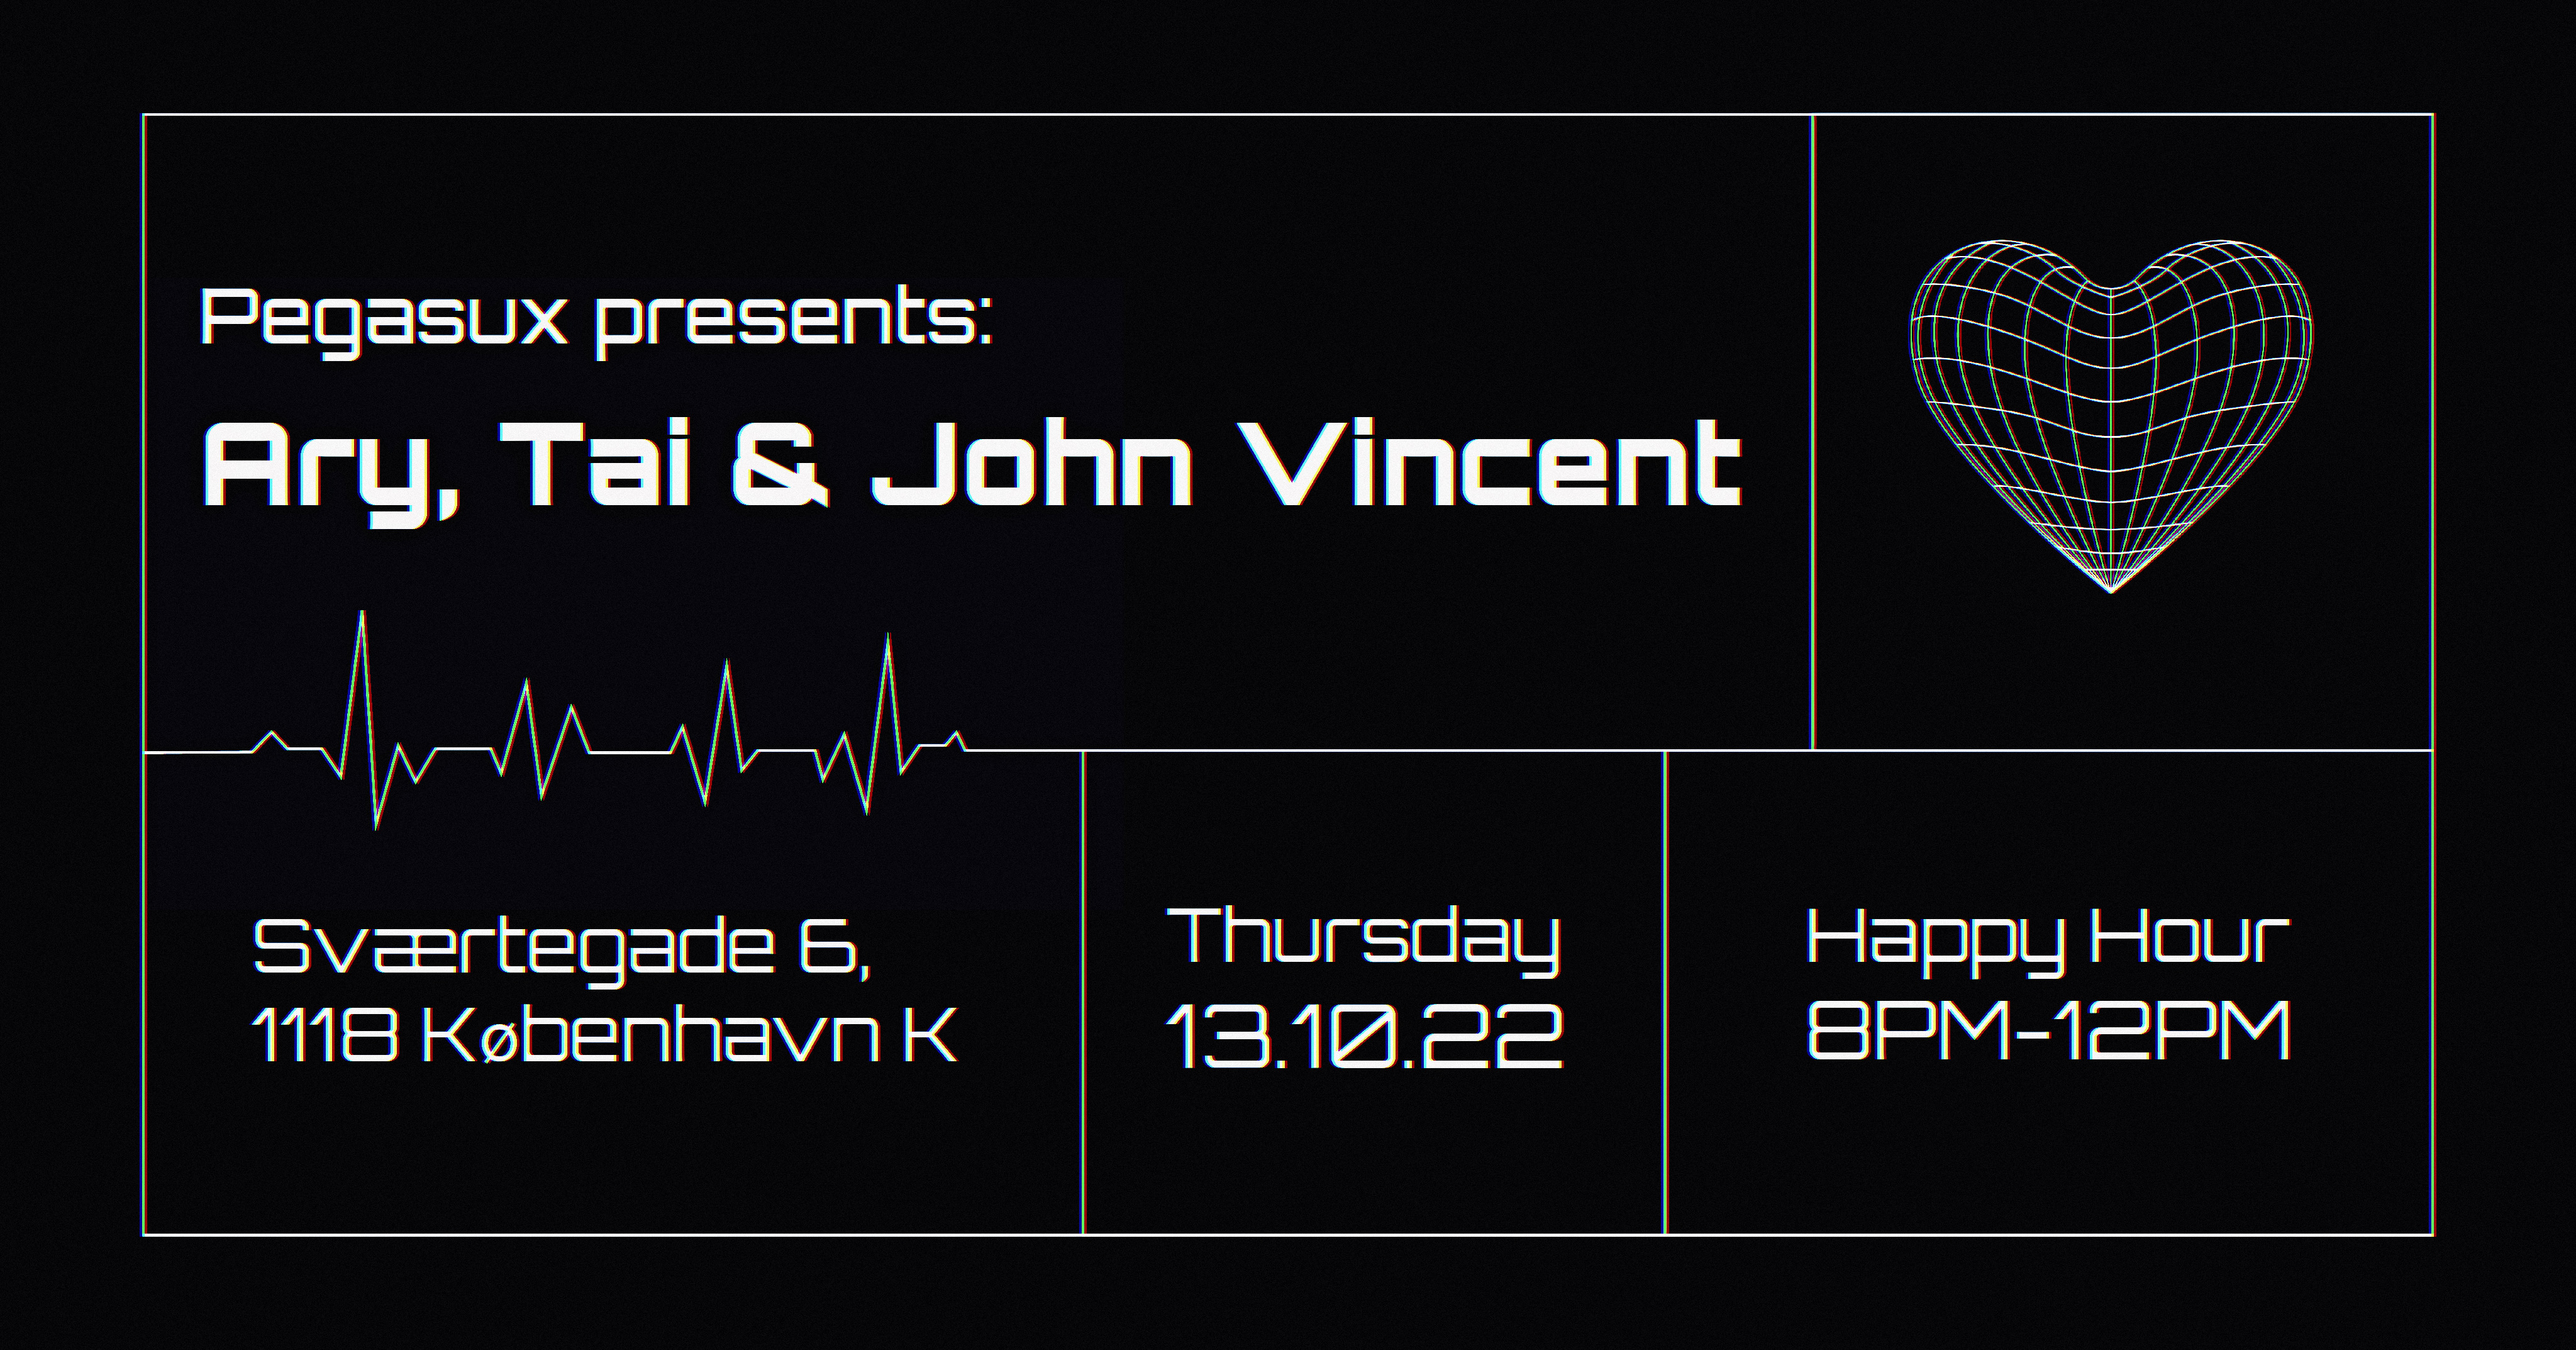 Pegasux presents:
Ary, Tai & John Vincent
Sværtegade 6,
1118 København K
Thursday
13.10.22
Happy Hour
8PM-12PM